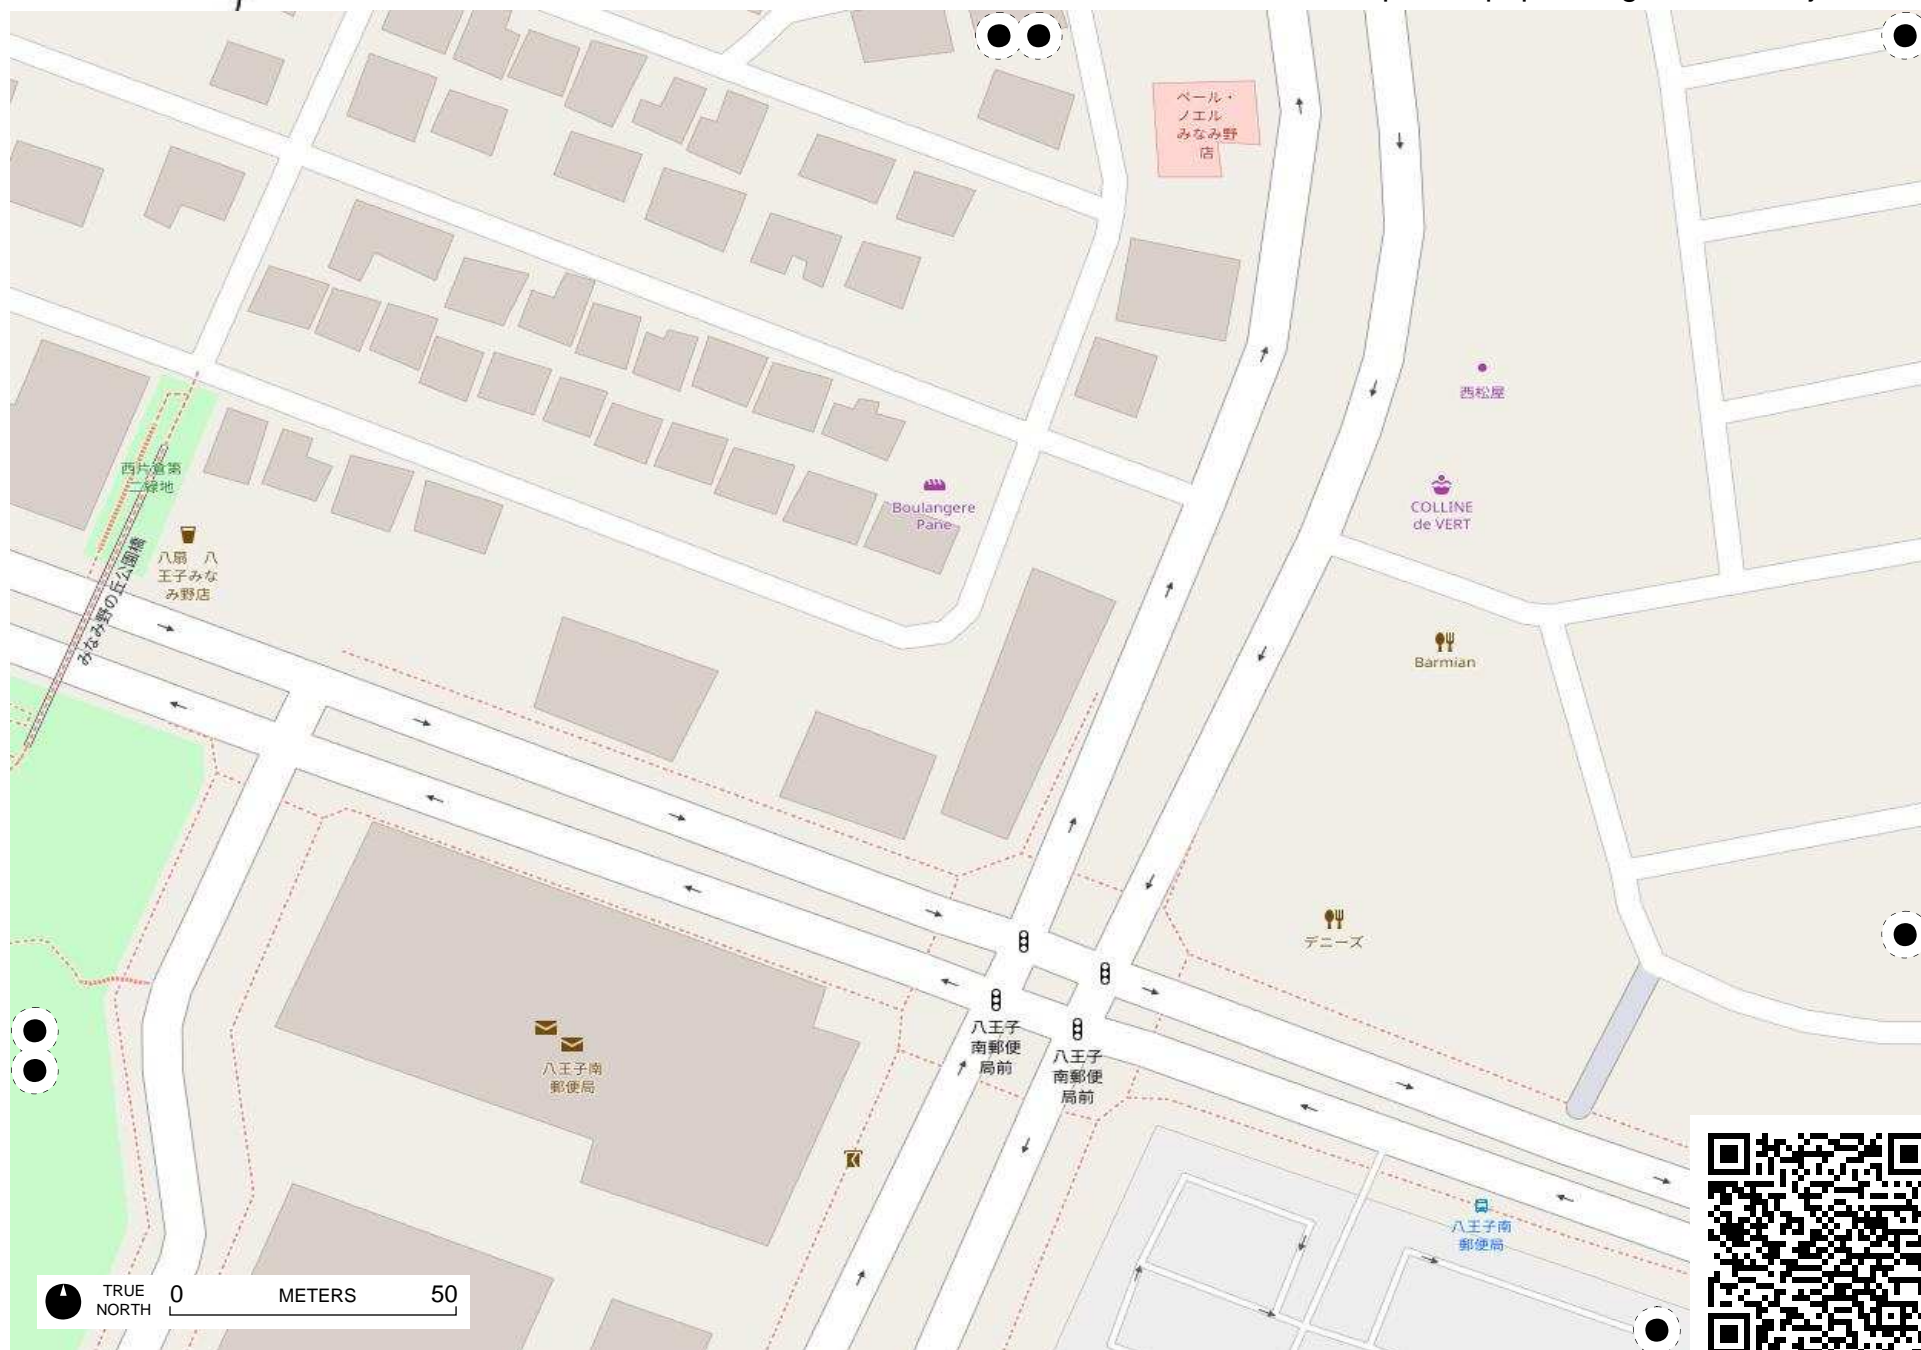 ペール・
ノエル
みなみ野
店
西松屋
西片倉第
二緑地
Boulangere
Pane
COLLINE
de VERT
八扇 八
王子みな
み野店
みなみ野の丘公園橋
Barmian
デニーズ
八王子
南郵便
局前
八王子
南郵便
局前
八王子南
郵便局
八王子南
郵便局
TRUE
NORTH
0 METERS 50